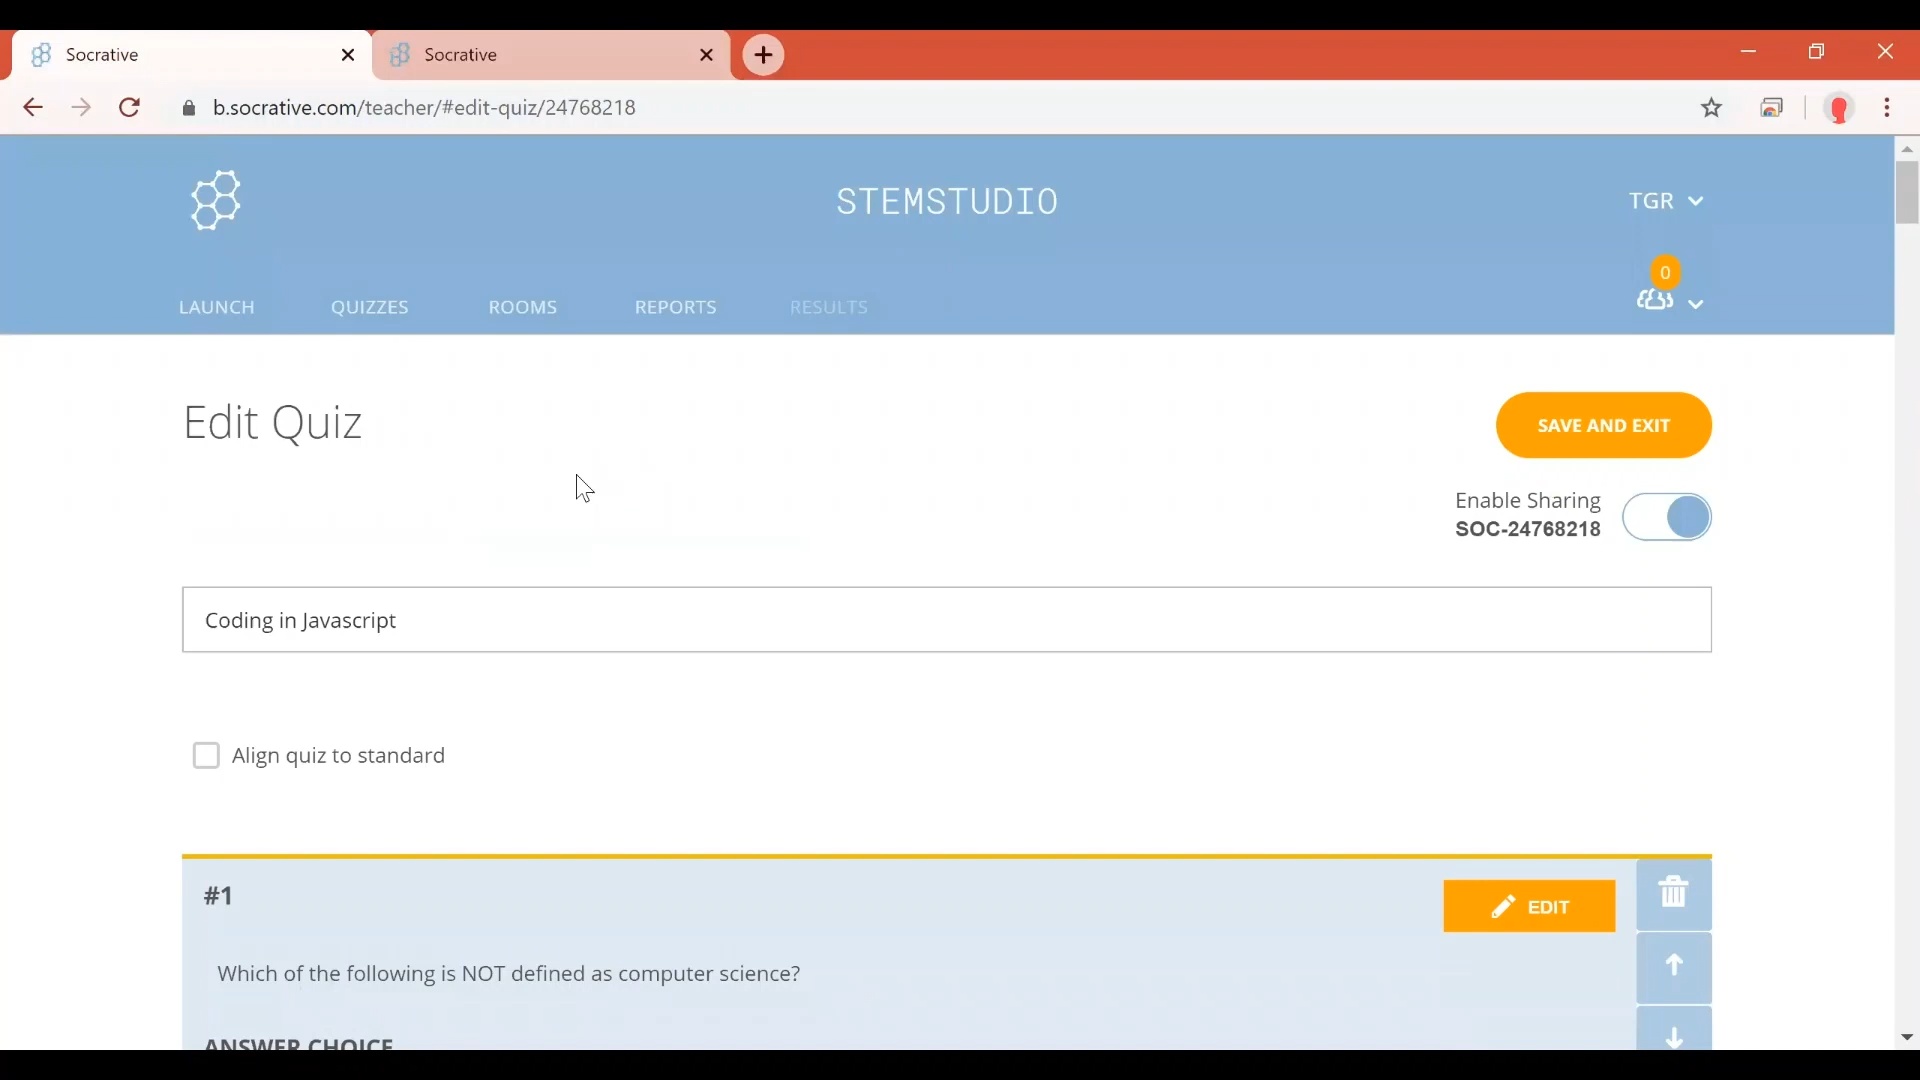 Socrative
Socrative
b.socrative.com/teacher/#edit-quiz/24768218
STEMSTUDIO
TGR
0
LAUNCH
QUIZZES
ROOMS
REPORTS
RESULTS
Edit Quiz
SAVE AND EXIT
Enable Sharing
SOC-24768218
Coding in Javascript
Align quiz to standard
#1
EDIT
Which of the following is NOT defined as computer science?
ANSWER CHOICE